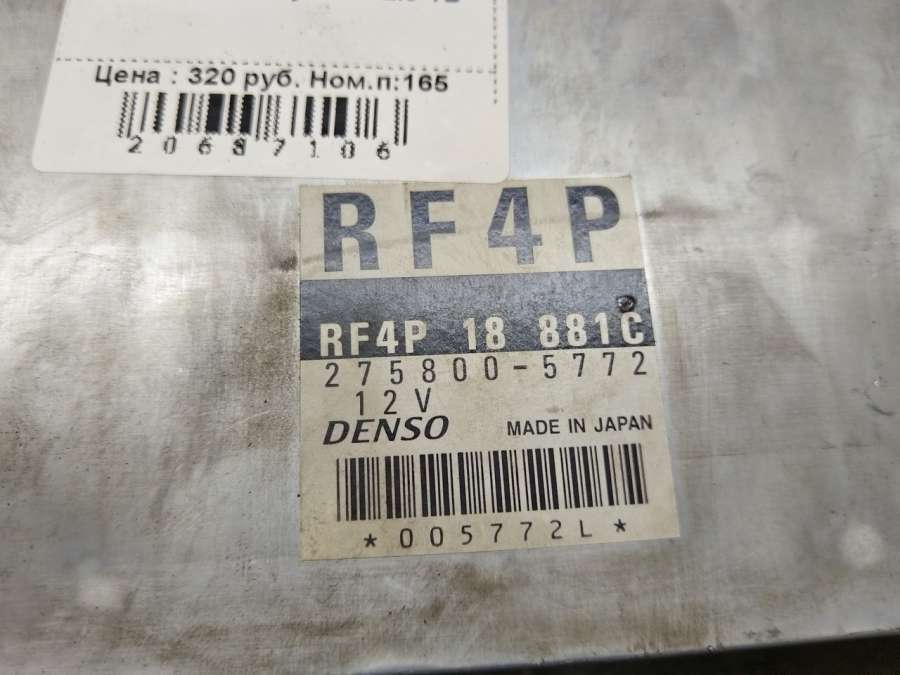 Цена : 320 руб. Ном.п:165
20687106
RF4P
RF4P 18 881C
275800-5772
12V
DENSO MADE IN JAPAN
*005772L*